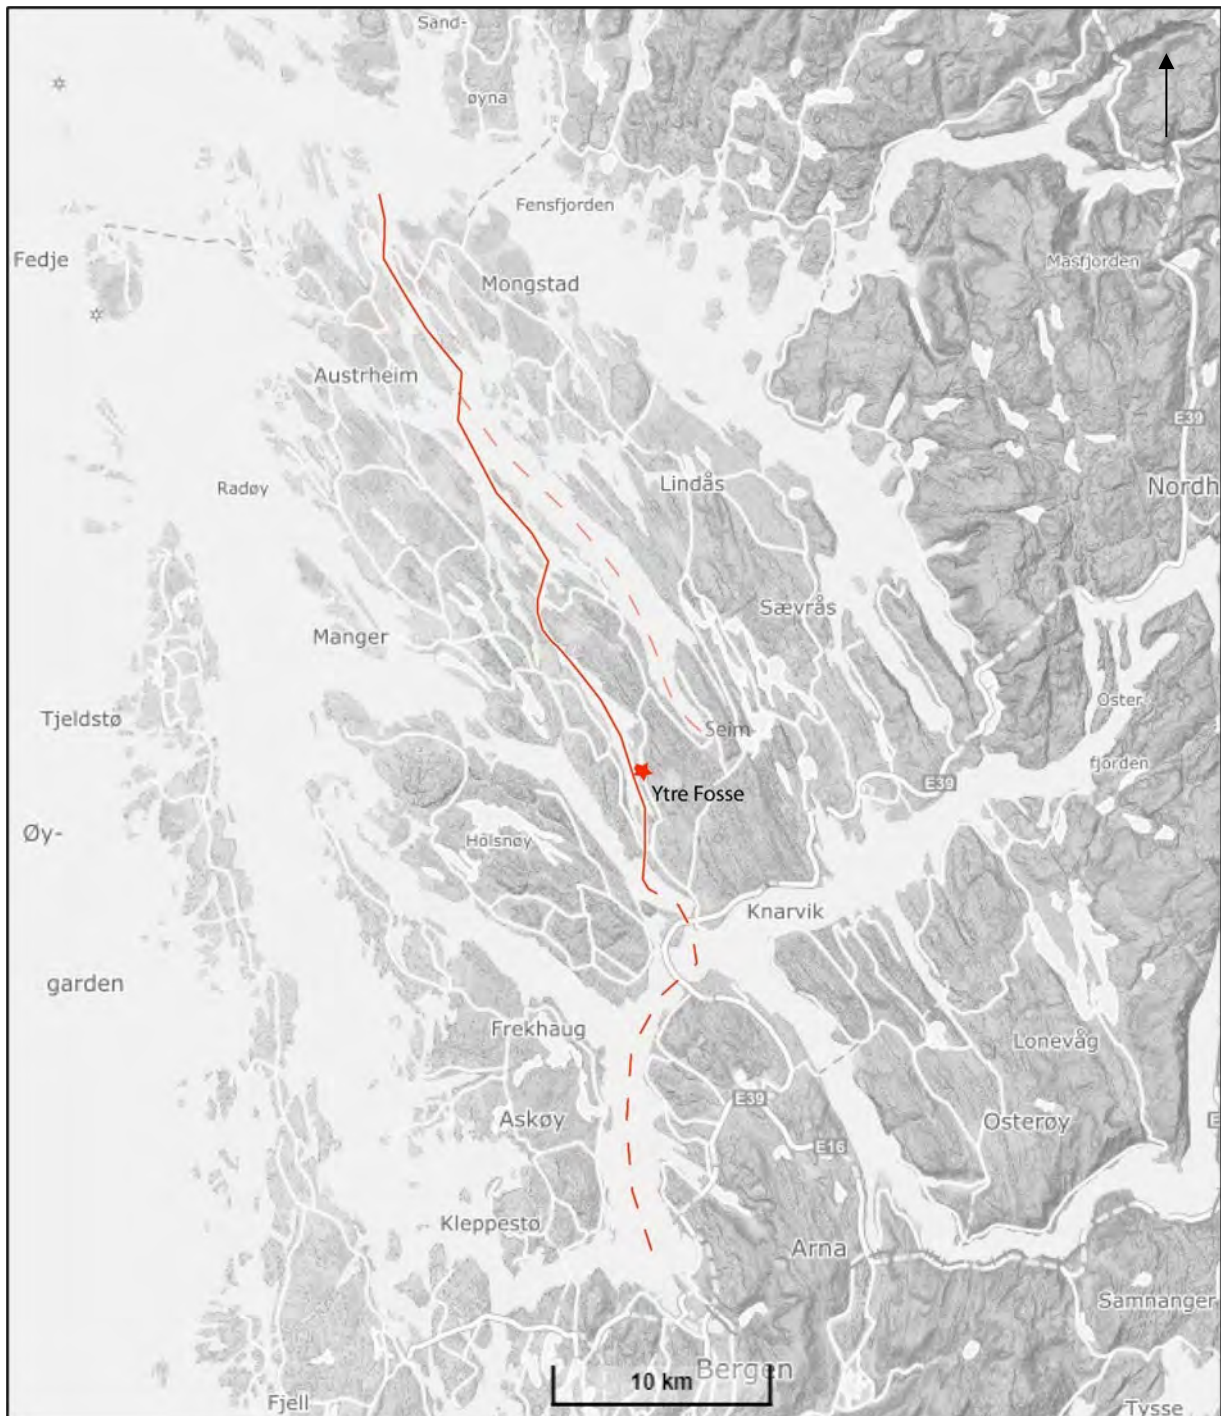 Sand-
øyna
Fensfjorden
Fedje
Masfjorden
Mongstad
Austrheim
E39
Radøy
Lindås
Nordh
Sævrås
Manger
Oster-
Tjeldstø
Seim
fjorden
E39
Ytre Fosse
Øy-
Holsnøy
Knarvik
garden
Frekhaug
Lonevåg
E39
Askøy
Osterøy
E16
Kleppestø
Arna
Samnanger
Bergen
10 km
Fjell
Tysse